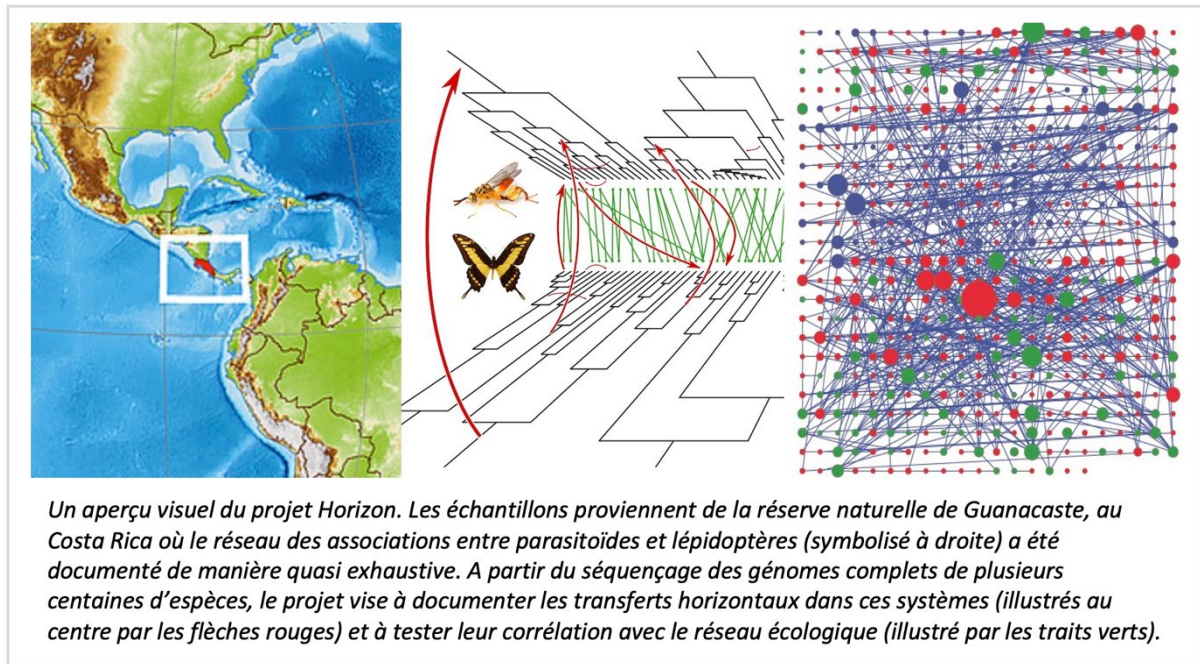 Un aperçu visuel du projet Horizon. Les échantillons proviennent de la réserve naturelle de Guanacaste, au
Costa Rica où le réseau des associations entre parasitoïdes et lépidoptères (symbolisé à droite) a été
documenté de manière quasi exhaustive. A partir du séquençage des génomes complets de plusieurs
centaines d’espèces, le projet vise à documenter les transferts horizontaux dans ces systèmes (illustrés au
centre par les flèches rouges) et à tester leur corrélation avec le réseau écologique (illustré par les traits verts).